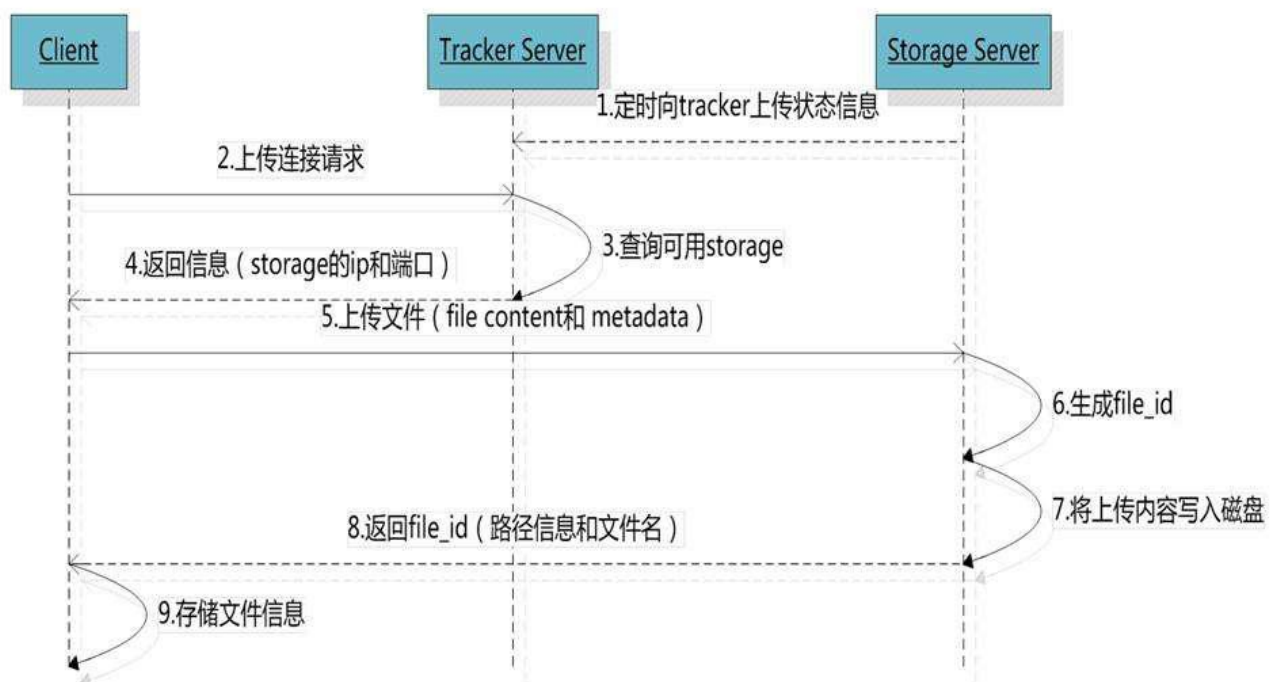 Client
Tracker Server
Storage Server
1.定时向tracker上传状态信息
2.上传连接请求
3.查询可用storage
4.返回信息（storage的ip和端口）
5.上传文件（file content和 metadata）
6.生成file_id
7.将上传内容写入磁盘
8.返回file_id（路径信息和文件名）
9.存储文件信息